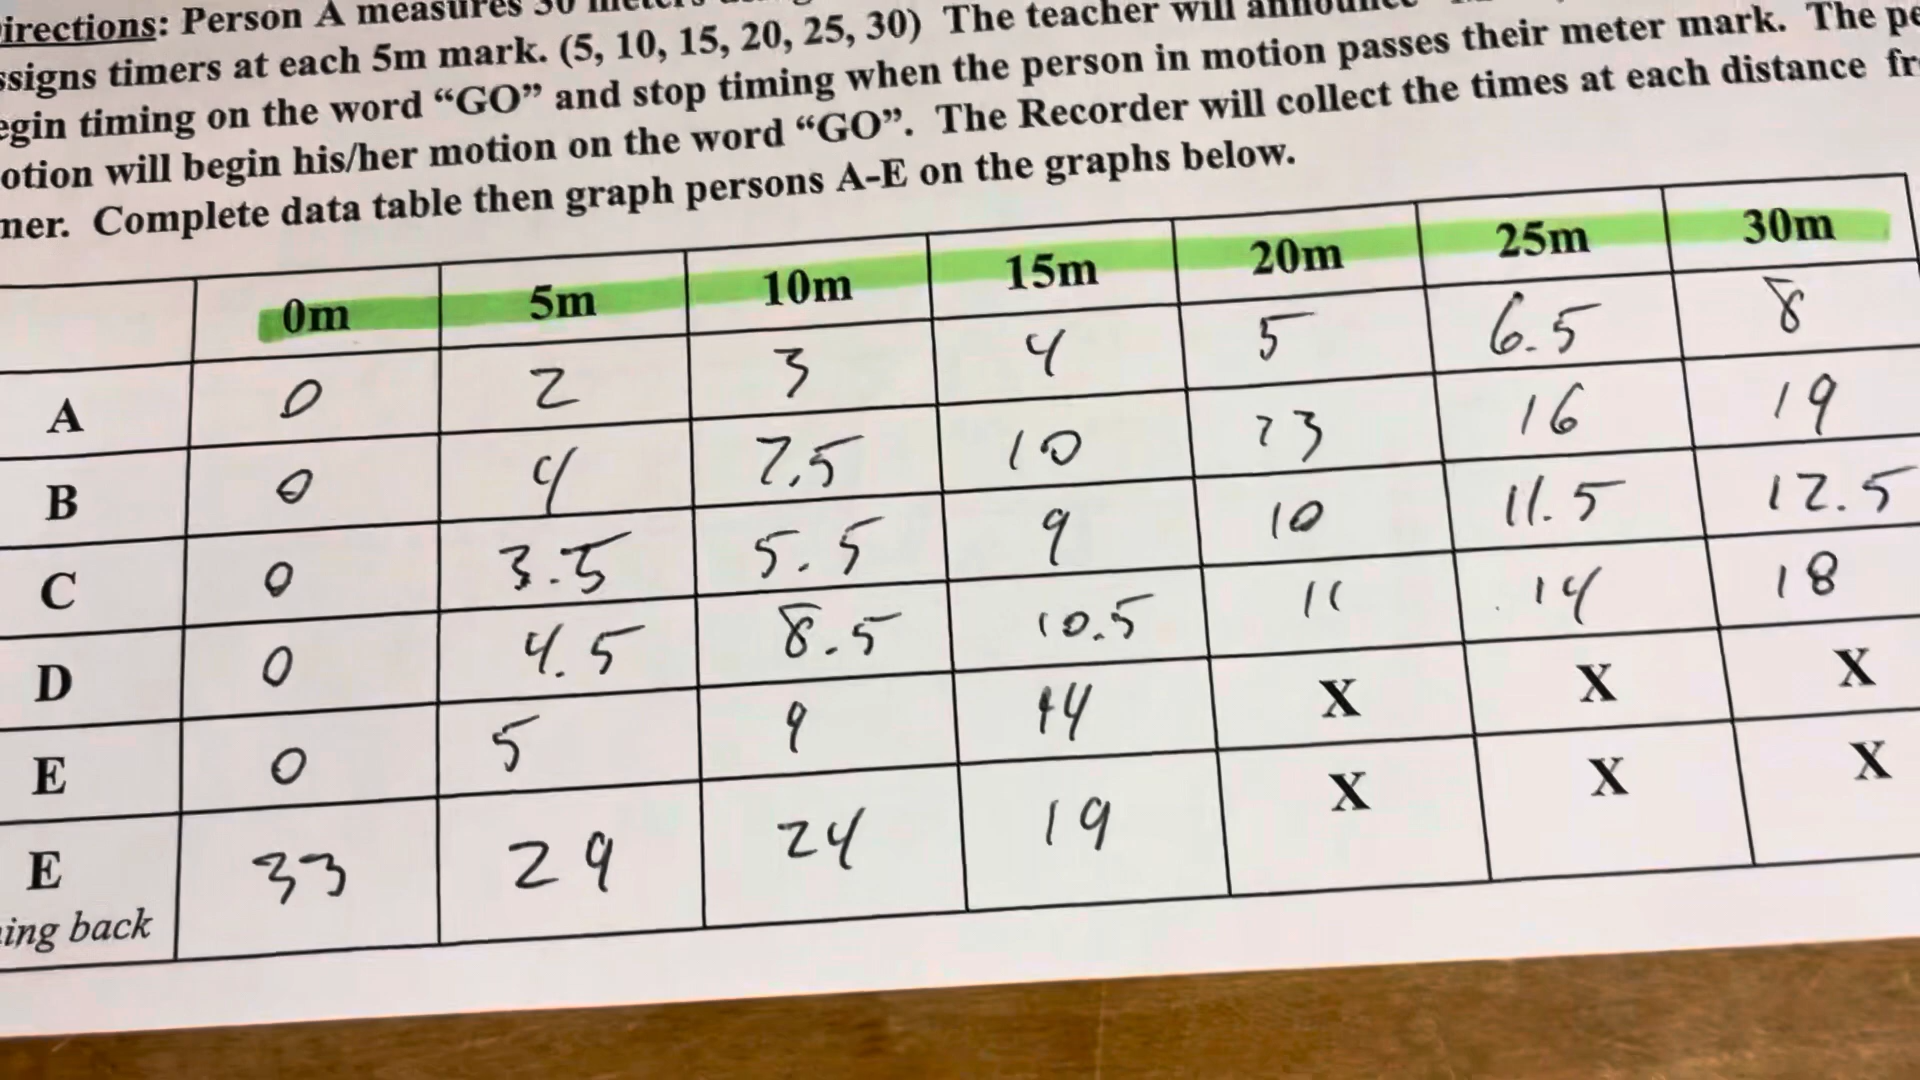 irections: Person A measures 30 meters
ssigns timers at each 5m mark. (5, 10, 15, 20, 25, 30) The teacher will announce
egin timing on the word “GO” and stop timing when the person in motion passes their meter mark. The pe
otion will begin his/her motion on the word “GO”. The Recorder will collect the times at each distance fr
mer. Complete data table then graph persons A-E on the graphs below.
0m 5m 10m 15m 20m 25m 30m
A 0 2 3 4 5 6.5 8
B 0 4 7.5 10 13 16 19
C 0 3.5 5.5 9 10 11.5 12.5
D 0 4.5 8.5 10.5 11 14 18
E 0 5 9 14 X X X
E 33 29 24 19 X X X
ing back